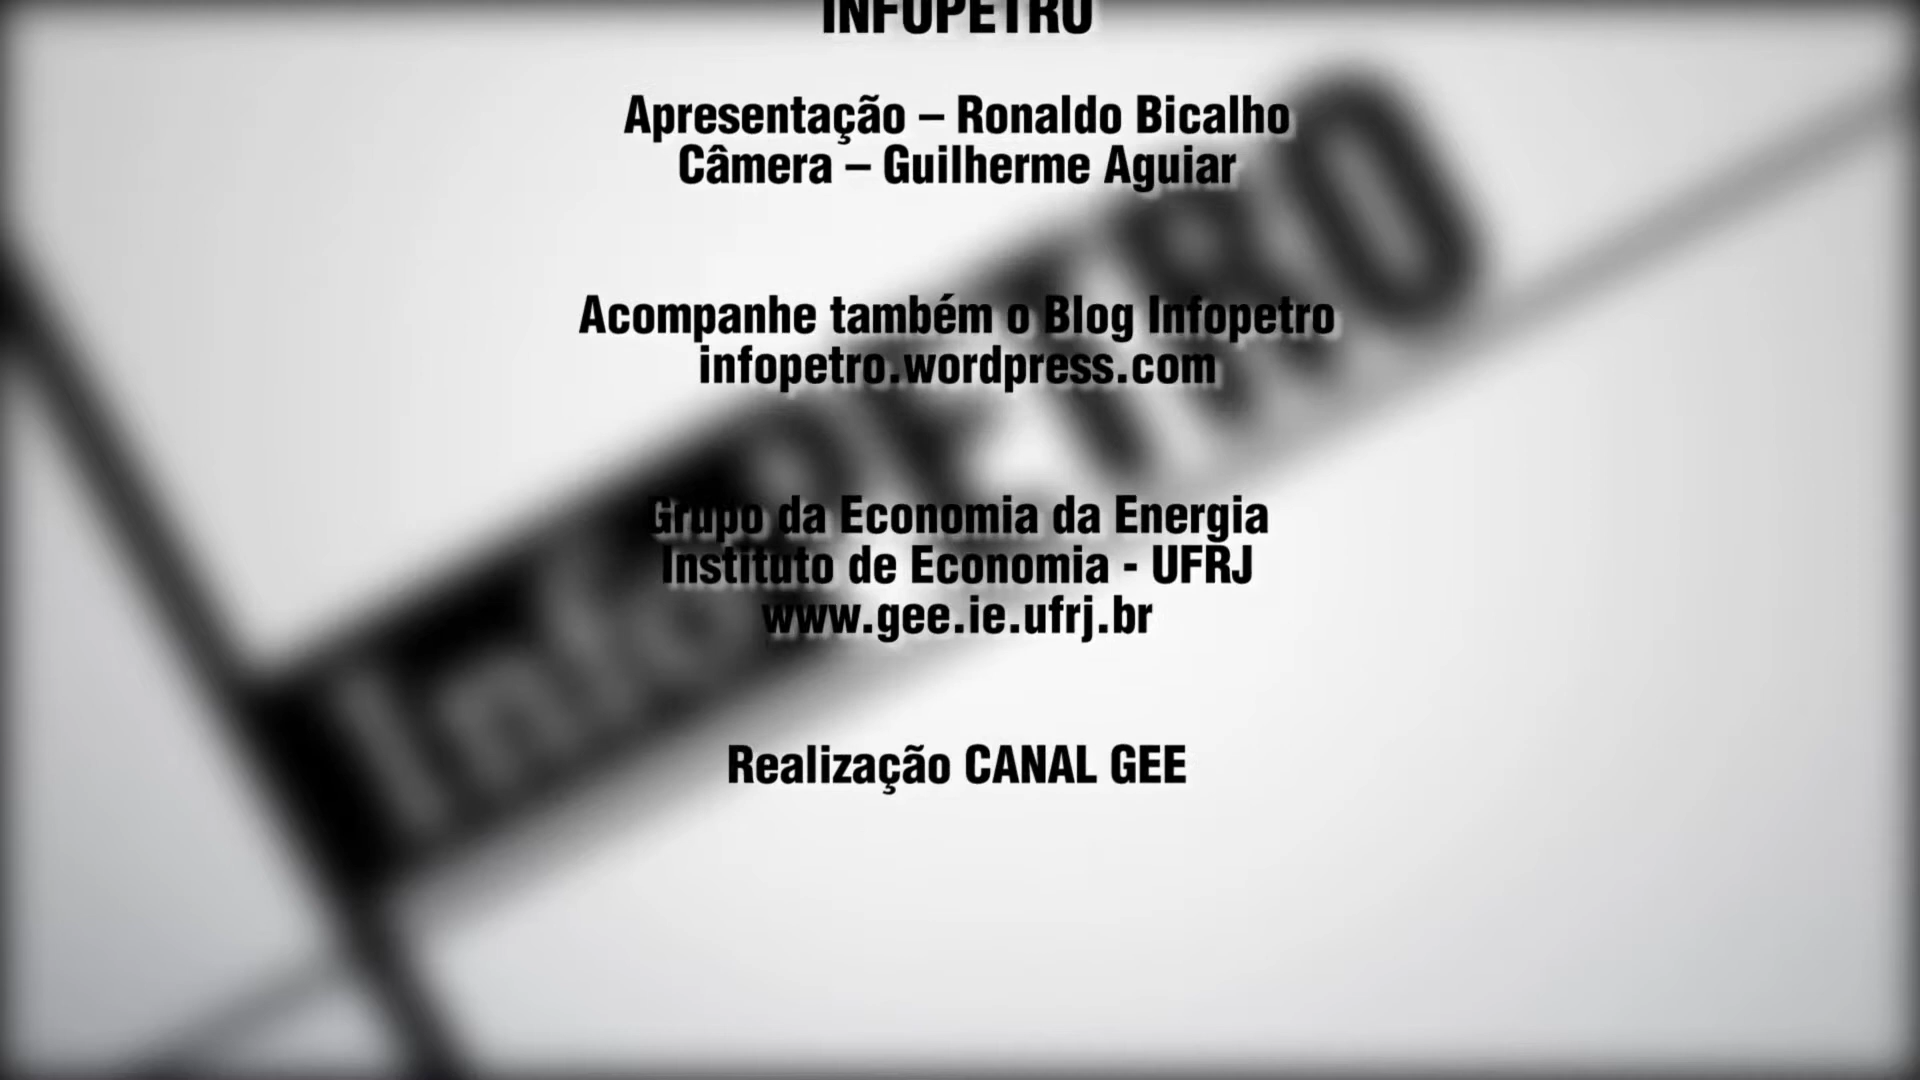 INFOPETRO
Apresentação – Ronaldo Bicalho
Câmera – Guilherme Aguiar
Acompanhe também o Blog Infopetro
infopetro.wordpress.com
Grupo da Economia da Energia
Instituto de Economia - UFRJ
www.gee.ie.ufrj.br
Realização CANAL GEE
InfoPETRO